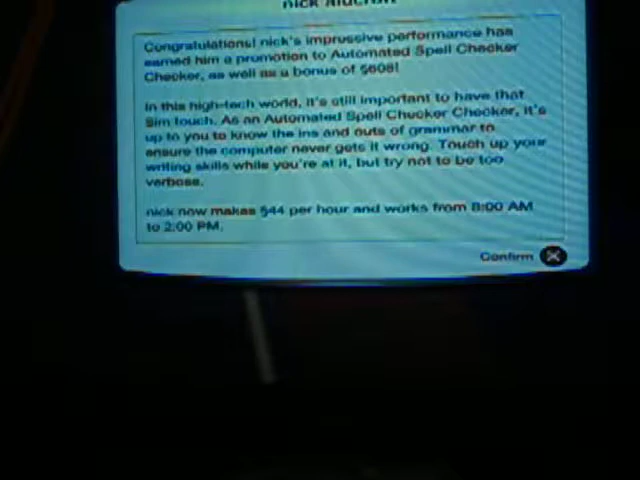 nick
Congratulations! nick's impressive performance has
earned him a promotion to Automated Spell Checker
Checker, as well as a bonus of §608!
In this high-tech world, it's still important to have that
Sim touch. As an Automated Spell Checker Checker, it's
up to you to know the ins and outs of grammar to
ensure the computer never gets it wrong. Touch up your
writing skills while you're at it, but try not to be too
verbose.
nick now makes §44 per hour and works from 8:00 AM
to 2:00 PM.
Confirm